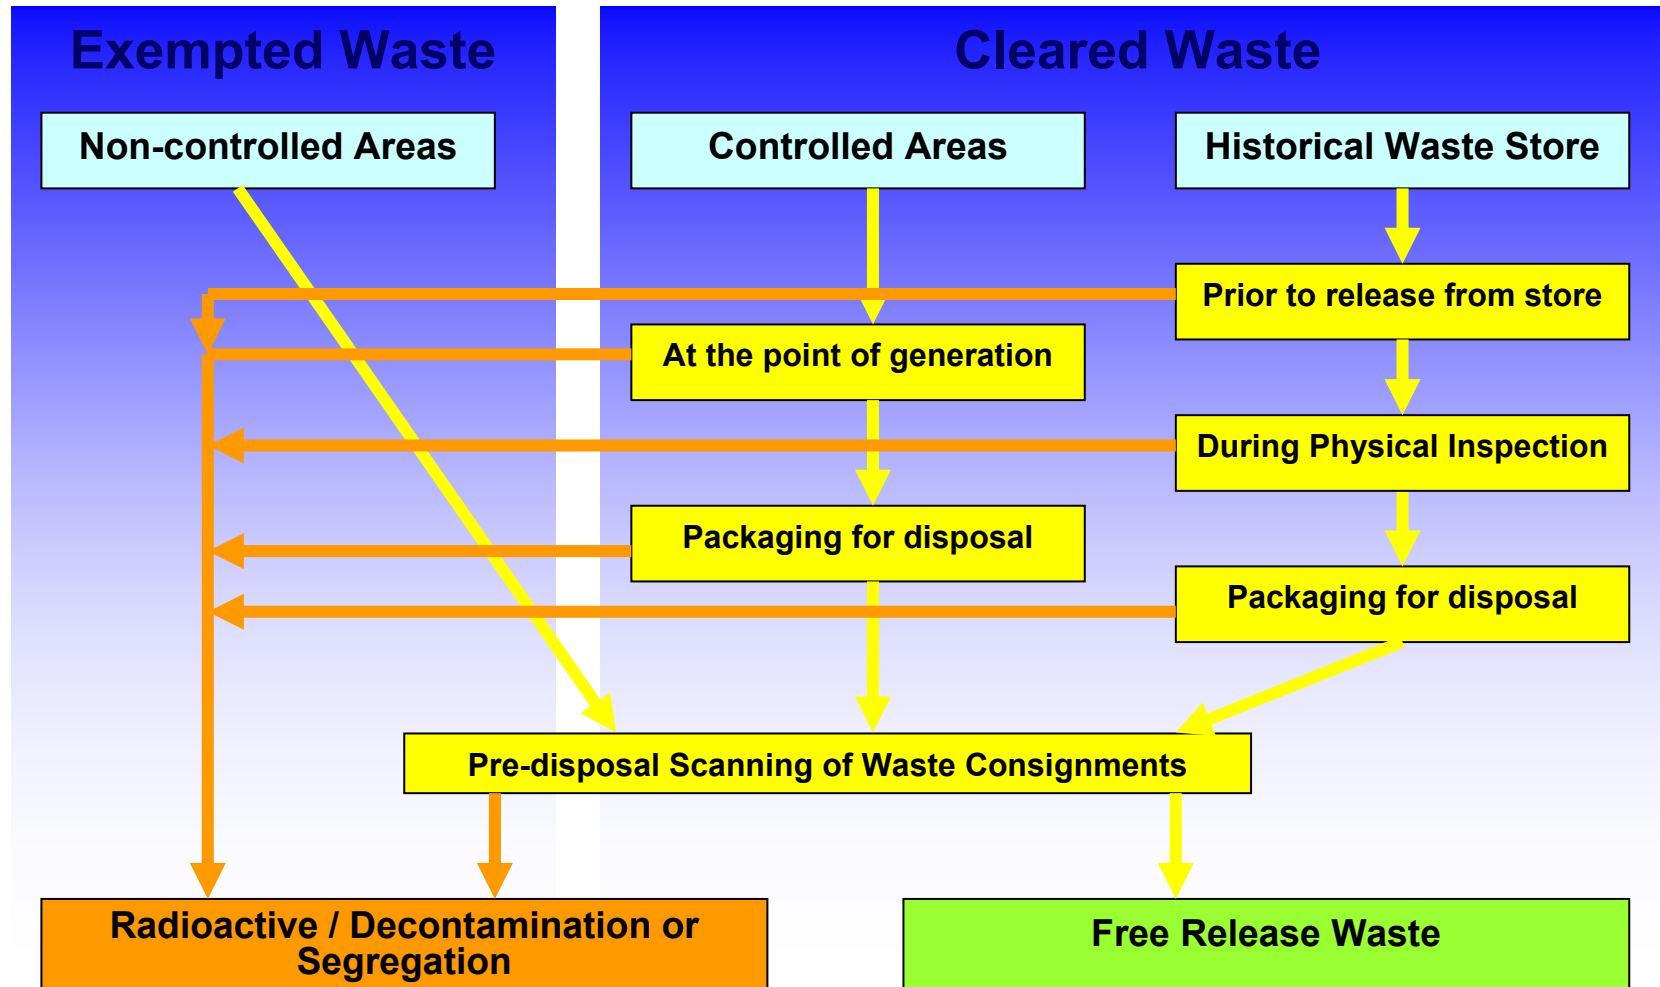 Exempted Waste
Cleared Waste
Non-controlled Areas
Controlled Areas
Historical Waste Store
Prior to release from store
At the point of generation
During Physical Inspection
Packaging for disposal
Packaging for disposal
Pre-disposal Scanning of Waste Consignments
Radioactive / Decontamination or
Segregation
Free Release Waste